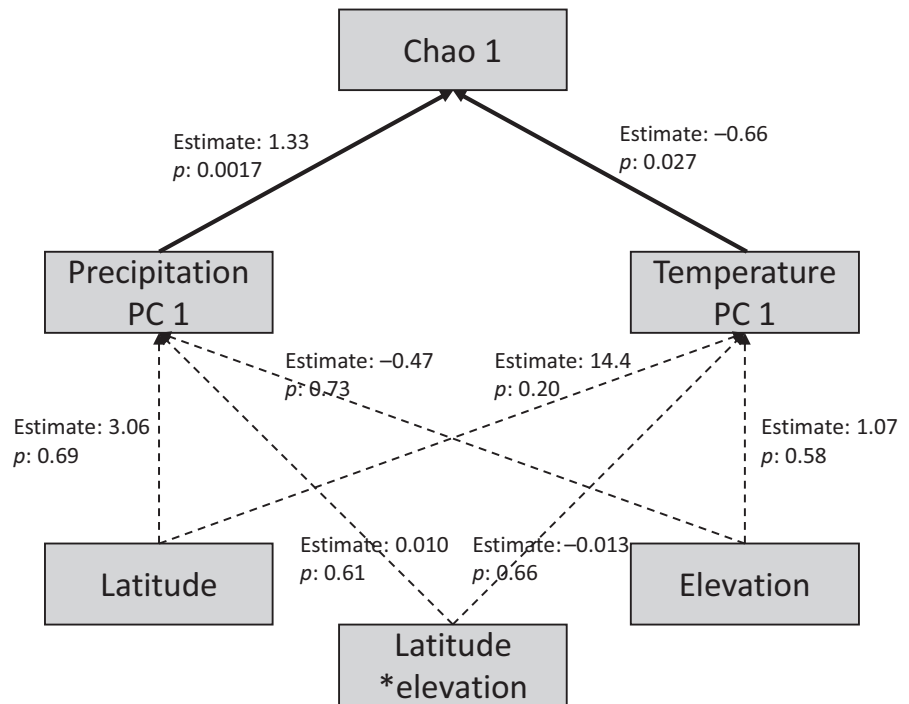 Chao 1
Estimate: 1.33
p: 0.0017
Estimate: –0.66
p: 0.027
Precipitation
PC 1
Temperature
PC 1
Estimate: –0.47
p: 0.73
Estimate: 14.4
p: 0.20
Estimate: 3.06
p: 0.69
Estimate: 1.07
p: 0.58
Estimate: 0.010
p: 0.61
Estimate: –0.013
p: 0.66
Latitude
Elevation
Latitude
*elevation